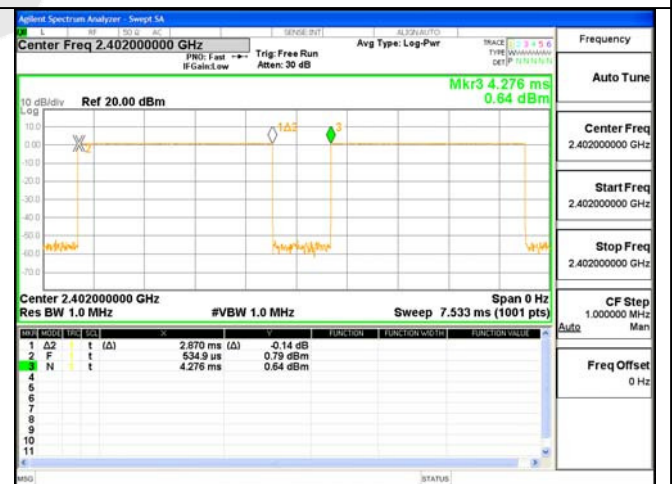 Agilent Spectrum Analyzer - Swept SA
L RF 50 Ω AC SENSE:INT ALIGNAUTO
Center Freq 2.402000000 GHz
PNO: Fast
IFGain:Low
Trig: Free Run
Atten: 30 dB
Avg Type: Log-Pwr
TRACE 1 2 3 4 5 6
TYPE
DET P N N N N N
Mkr3 4.276 ms
0.64 dBm
10 dB/div Ref 20.00 dBm
Log
10.0
0.00
-10.0
-20.0
-30.0
-40.0
-50.0
-60.0
-70.0
2
1Δ2
3
Center 2.402000000 GHz Span 0 Hz
Res BW 1.0 MHz #VBW 1.0 MHz Sweep 7.533 ms (1001 pts)
MKR MODE TRC SCL X Y FUNCTION FUNCTION WIDTH FUNCTION VALUE
1 Δ2 t (Δ) 2.870 ms (Δ) -0.14 dB
2 F t 534.9 µs 0.79 dBm
3 N t 4.276 ms 0.64 dBm
4
5
6
7
8
9
10
11
MSG STATUS
Frequency
Auto Tune
Center Freq
2.402000000 GHz
Start Freq
2.402000000 GHz
Stop Freq
2.402000000 GHz
CF Step
1.000000 MHz
Auto Man
Freq Offset
0 Hz